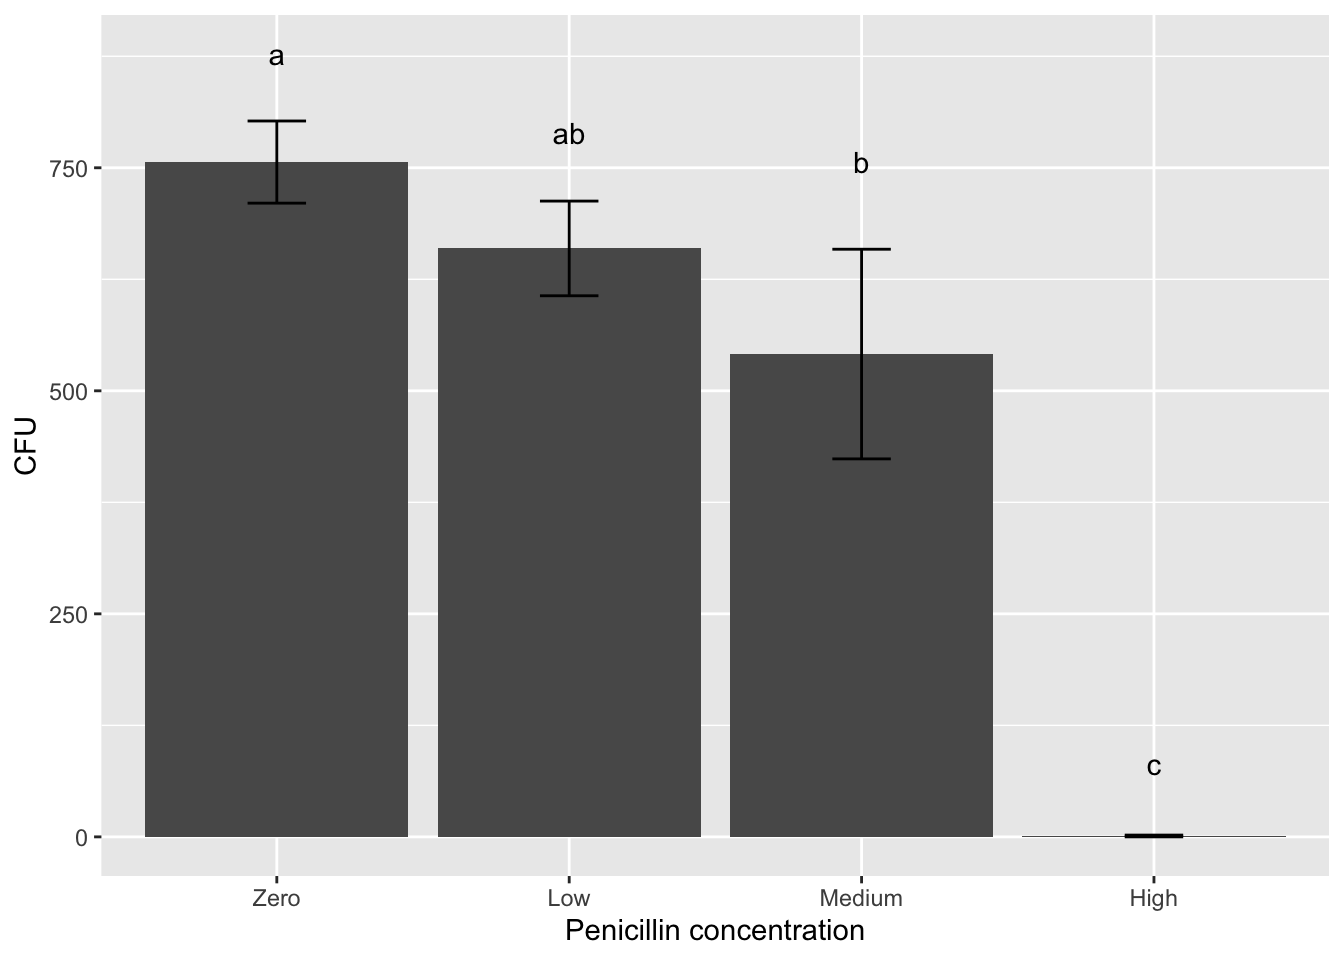 a
ab
b
c
750
500
250
0
CFU
Zero
Low
Medium
High
Penicillin concentration